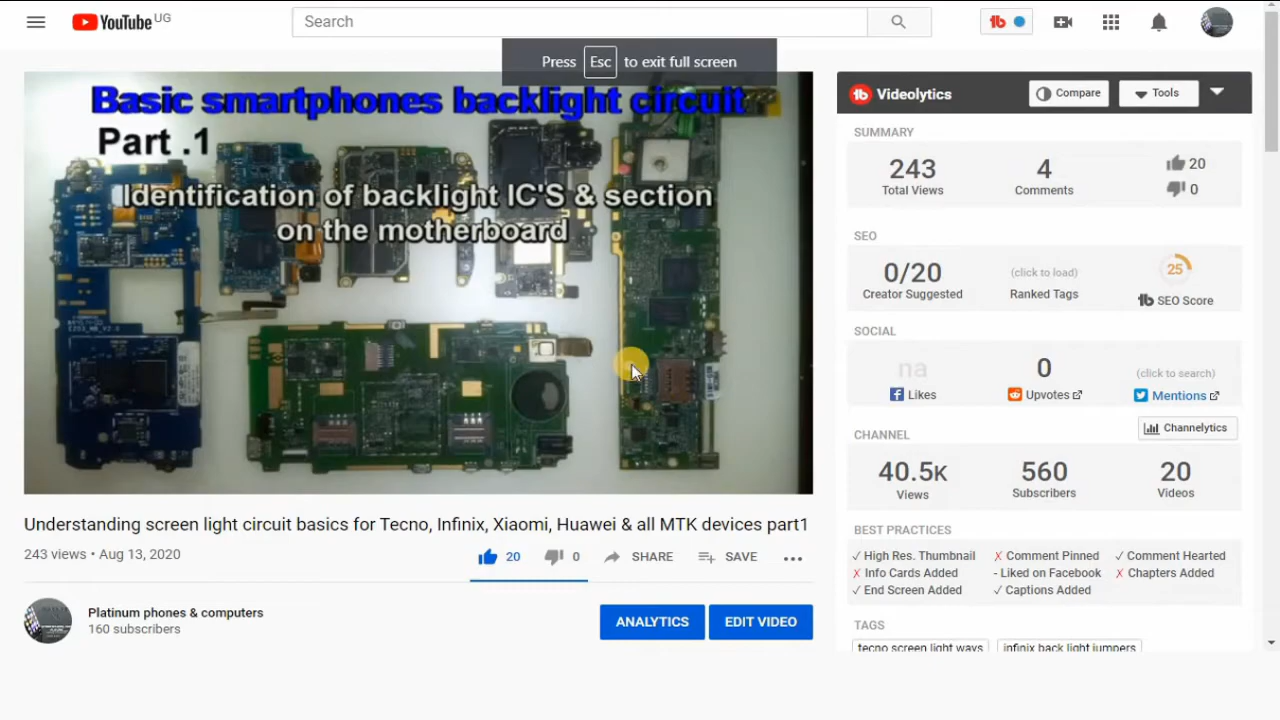 YouTube UG
Search
Press Esc to exit full screen
Basic smartphones backlight circuit
Part .1
Identification of backlight IC'S & section
on the motherboard
Understanding screen light circuit basics for Tecno, Infinix, Xiaomi, Huawei & all MTK devices part1
243 views • Aug 13, 2020
20
0
SHARE
SAVE
Platinum phones & computers
160 subscribers
ANALYTICS
EDIT VIDEO
Videolytics
Compare
Tools
SUMMARY
243
Total Views
4
Comments
20
0
SEO
0/20
Creator Suggested
(click to load)
Ranked Tags
25
SEO Score
SOCIAL
na
Likes
0
Upvotes
(click to search)
Mentions
CHANNEL
Channelytics
40.5K
Views
560
Subscribers
20
Videos
BEST PRACTICES
✓ High Res. Thumbnail
✗ Comment Pinned
✓ Comment Hearted
✗ Info Cards Added
- Liked on Facebook
✗ Chapters Added
✓ End Screen Added
✓ Captions Added
TAGS
tecno screen light ways
infinix back light jumpers